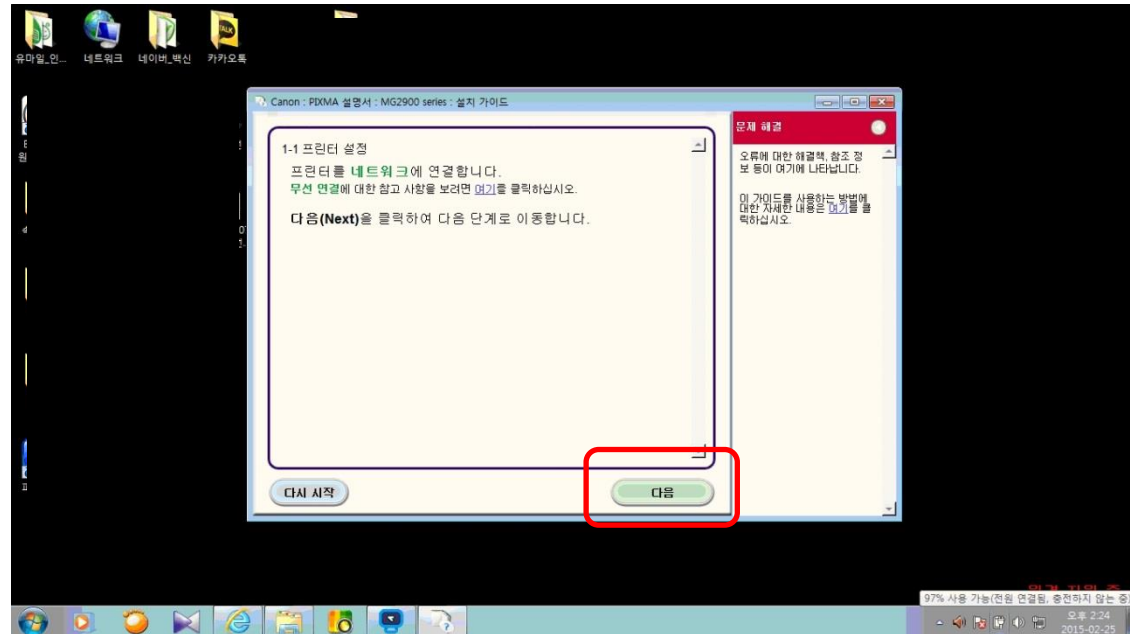 TALK
유마일_인...
네트워크
네이버_백신
카카오톡
Canon : PIXMA 설명서 : MG2900 series : 설치 가이드
1-1 프린터 설정
프린터를 네트워크에 연결합니다.
무선 연결에 대한 참고 사항을 보려면 여기를 클릭하십시오.
다음(Next)을 클릭하여 다음 단계로 이동합니다.
다시 시작
다음
문제 해결
오류에 대한 해결책, 참조 정
보 등이 여기에 나타납니다.
이 가이드를 사용하는 방법에
대한 자세한 내용은 여기를 클
릭하십시오.
97% 사용 가능(전원 연결됨, 충전하지 않는 중)
오후 2:24
2015-02-25